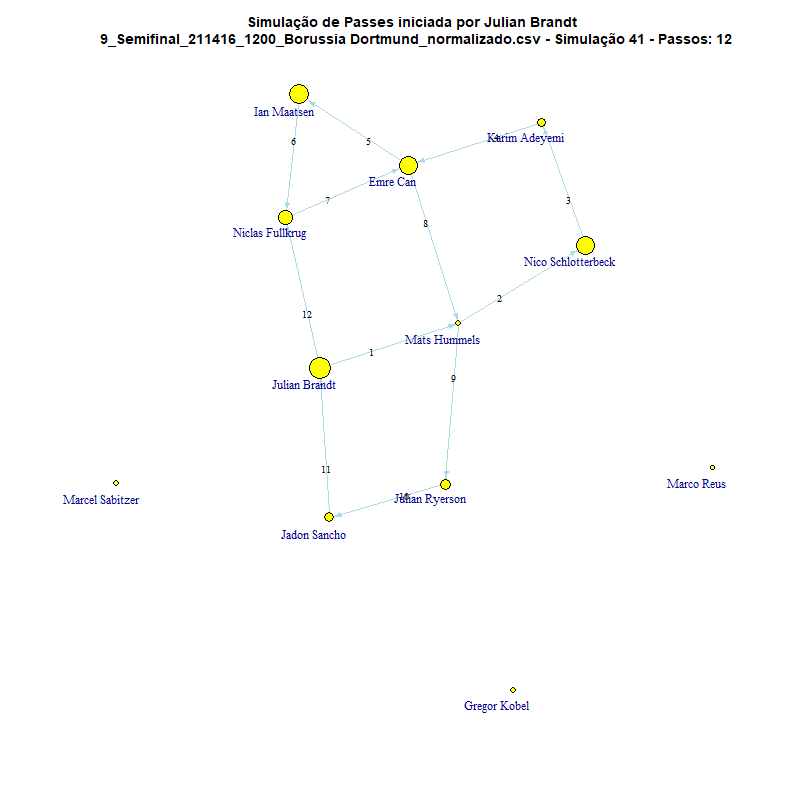 Simulação de Passes iniciada por Julian Brandt
9_Semifinal_211416_1200_Borussia Dortmund_normalizado.csv - Simulação 41 - Passos: 12
Ian Maatsen
Karim Adeyemi
4
6
5
Emre Can
7
3
8
Niclas Fullkrug
Nico Schlotterbeck
2
12
Mats Hummels
1
Julian Brandt
9
11
Marco Reus
Marcel Sabitzer
10
Julian Ryerson
Jadon Sancho
Gregor Kobel